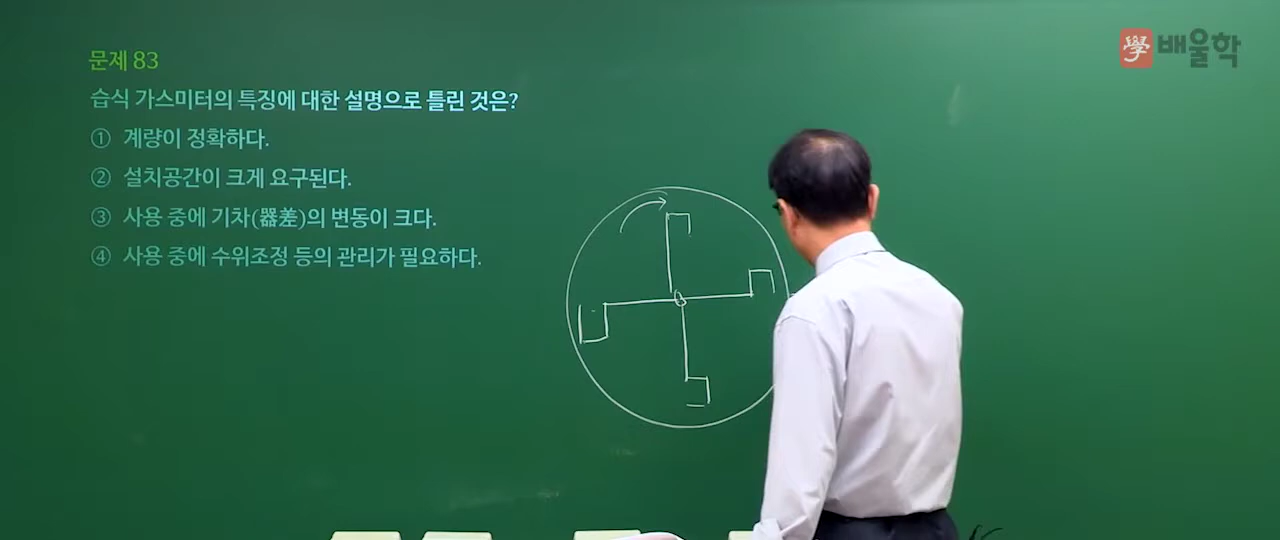 學 배울학
문제 83
습식 가스미터의 특징에 대한 설명으로 틀린 것은?
① 계량이 정확하다.
② 설치공간이 크게 요구된다.
③ 사용 중에 기차(器差)의 변동이 크다.
④ 사용 중에 수위조정 등의 관리가 필요하다.